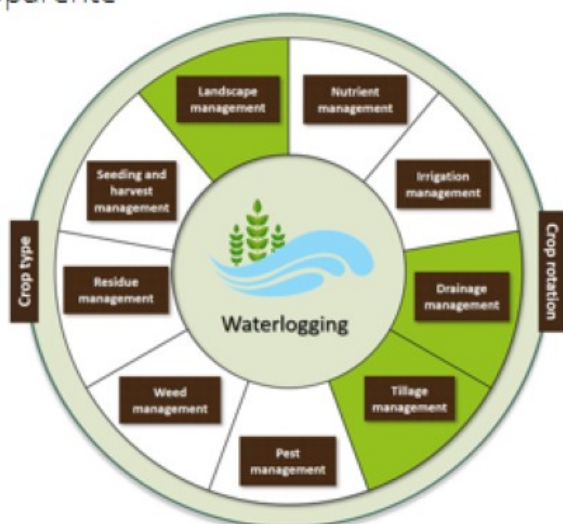 Landscape
management
Nutrient
management
Seeding and
harvest
management
Irrigation
management
Crop type
Crop rotation
Residue
management
Drainage
management
Waterlogging
Weed
management
Tillage
management
Pest
management